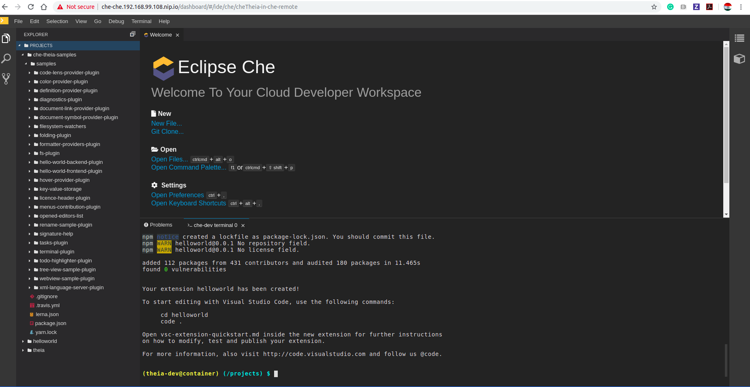 Not secure | che-che.192.168.99.108.nip.io/dashboard/#/ide/che/cheTheia-in-che-remote
File Edit Selection View Go Debug Terminal Help
EXPLORER
PROJECTS
che-theia-samples
samples
code-lens-provider-plugin
color-provider-plugin
definition-provider-plugin
diagnostics-plugin
document-link-provider-plugin
document-symbol-provider-plugin
filesystem-watchers
folding-plugin
formatter-providers-plugin
fs-plugin
hello-world-backend-plugin
hello-world-frontend-plugin
hover-provider-plugin
key-value-storage
licence-header-plugin
menus-contribution-plugin
opened-editors-list
rename-sample-plugin
signature-help
tasks-plugin
terminal-plugin
todo-highlighter-plugin
tree-view-sample-plugin
webview-sample-plugin
xml-language-server-plugin
.gitignore
.travis.yml
lerna.json
package.json
yarn.lock
helloworld
theia
Welcome ×
Eclipse Che
Welcome To Your Cloud Developer Workspace
New
New File...
Git Clone...
Open
Open Files... ctrlcmd + alt + o
Open Command Palette... f1 or ctrlcmd + ⇧ shift + p
Settings
Open Preferences ctrl + ,
Open Keyboard Shortcuts ctrl + alt + ,
Problems
>_ che-dev terminal 0 ×
npm created a lockfile as package-lock.json. You should commit this file.
npm WARN helloworld@0.0.1 No repository field.
npm WARN helloworld@0.0.1 No license field.
added 112 packages from 431 contributors and audited 180 packages in 11.465s
found 0 vulnerabilities
Your extension helloworld has been created!
To start editing with Visual Studio Code, use the following commands:
cd helloworld
code .
Open vsc-extension-quickstart.md inside the new extension for further instructions
on how to modify, test and publish your extension.
For more information, also visit http://code.visualstudio.com and follow us @code.
(theia-dev@container) (/projects) $